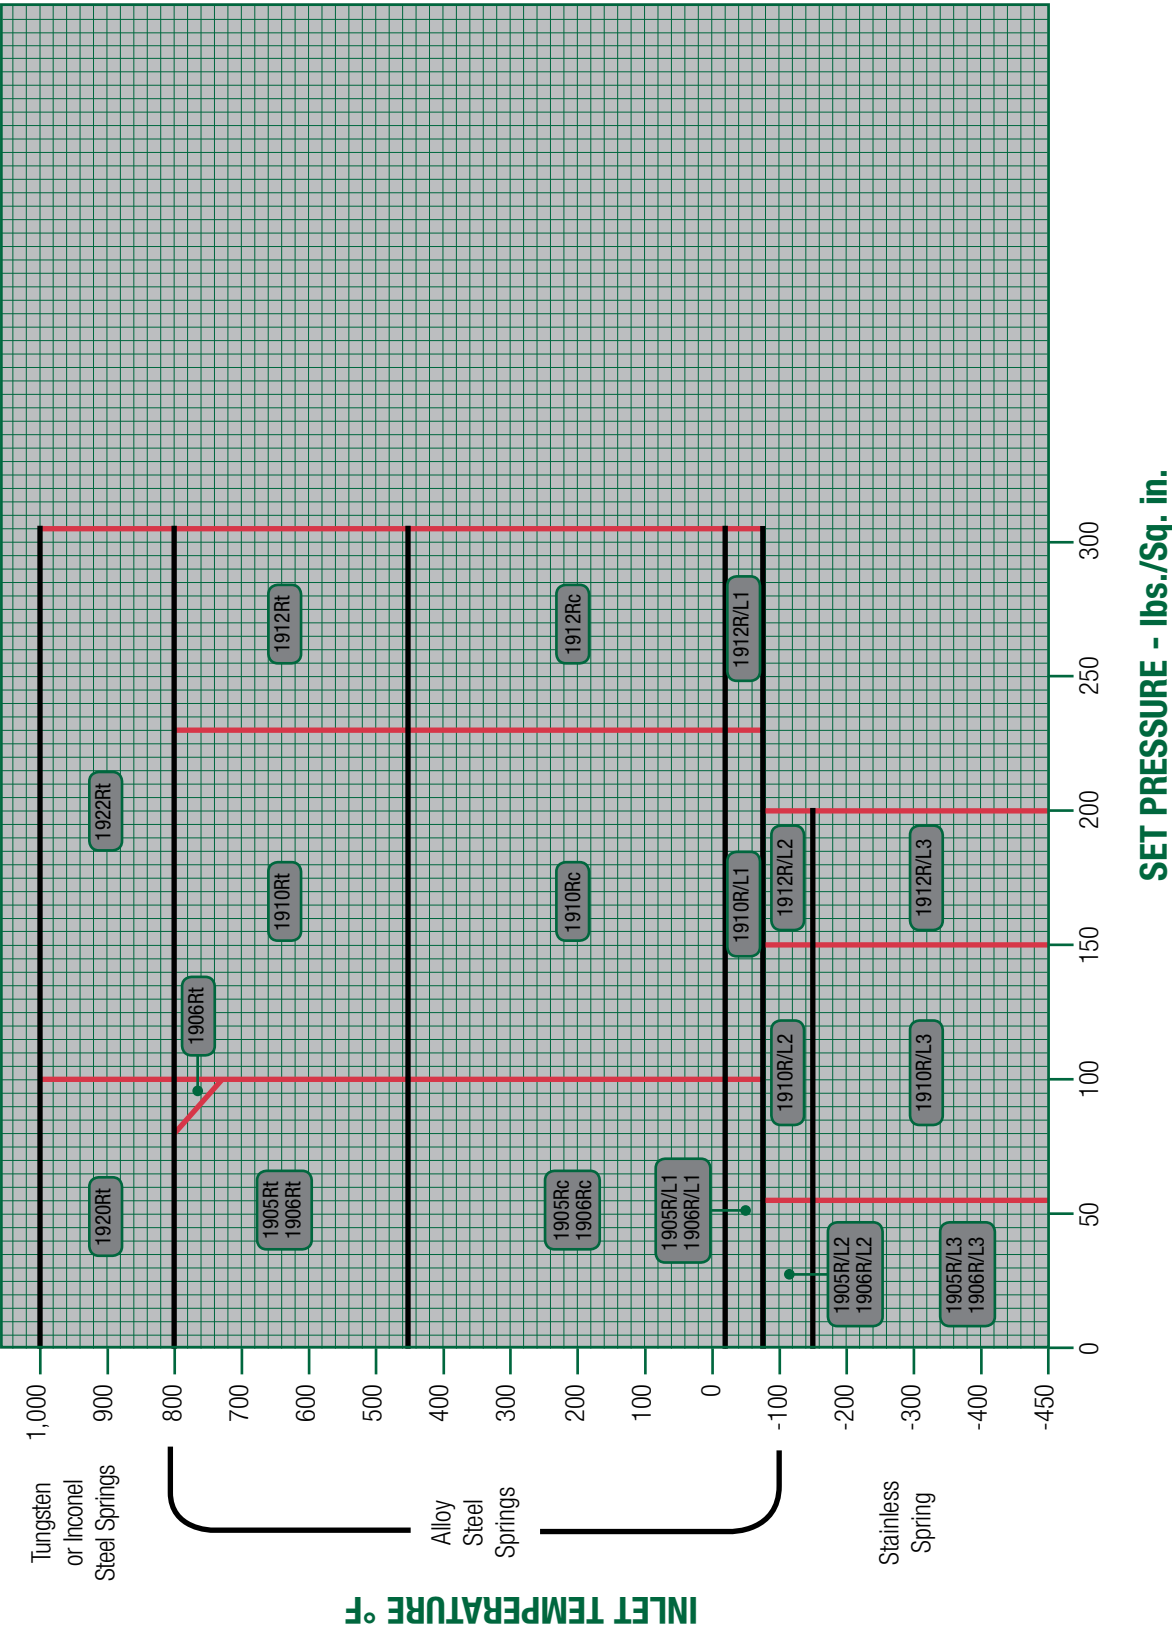 Tungsten
or Inconel
Steel Springs
Alloy
Steel
Springs
Stainless
Spring
INLET TEMPERATURE °F
1,000
900
800
700
600
500
400
300
200
100
0
-100
-200
-300
-400
-450
1920Rt
1922Rt
1906Rt
1905Rt
1906Rt
1910Rt
1912Rt
1905Rc
1906Rc
1910Rc
1912Rc
1905R/L1
1906R/L1
1910R/L1
1912R/L1
1905R/L2
1906R/L2
1910R/L2
1912R/L2
1905R/L3
1906R/L3
1910R/L3
1912R/L3
0
50
100
150
200
250
300
SET PRESSURE - lbs./Sq. in.